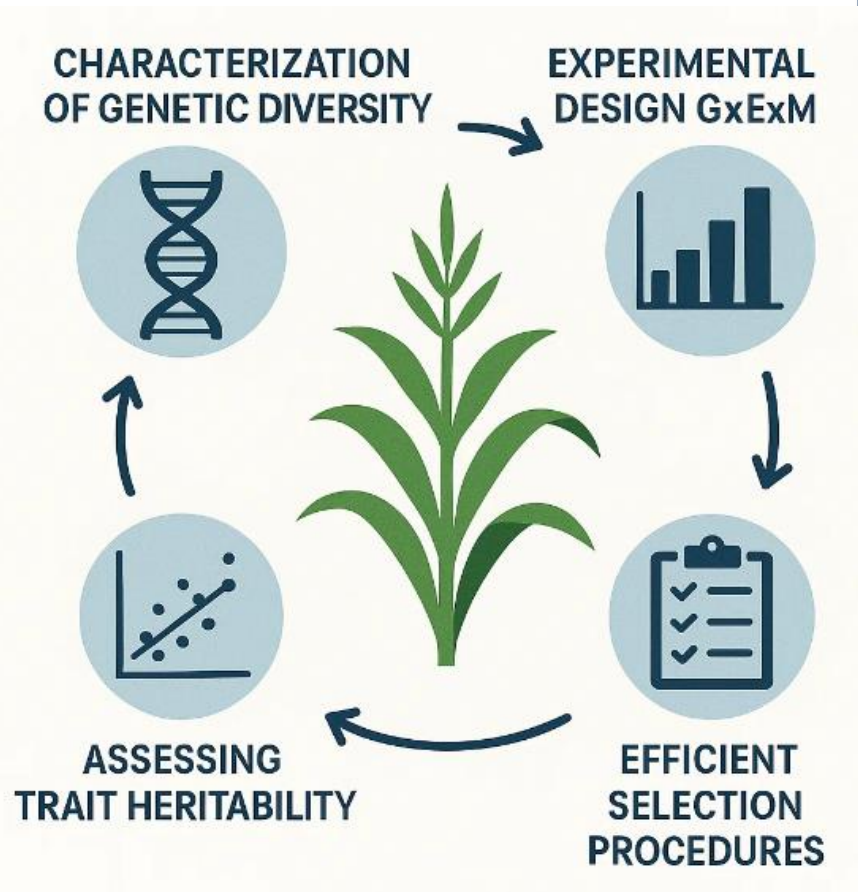 CHARACTERIZATION
OF GENETIC DIVERSITY
EXPERIMENTAL
DESIGN GxExM
ASSESSING
TRAIT HERITABILITY
EFFICIENT
SELECTION
PROCEDURES